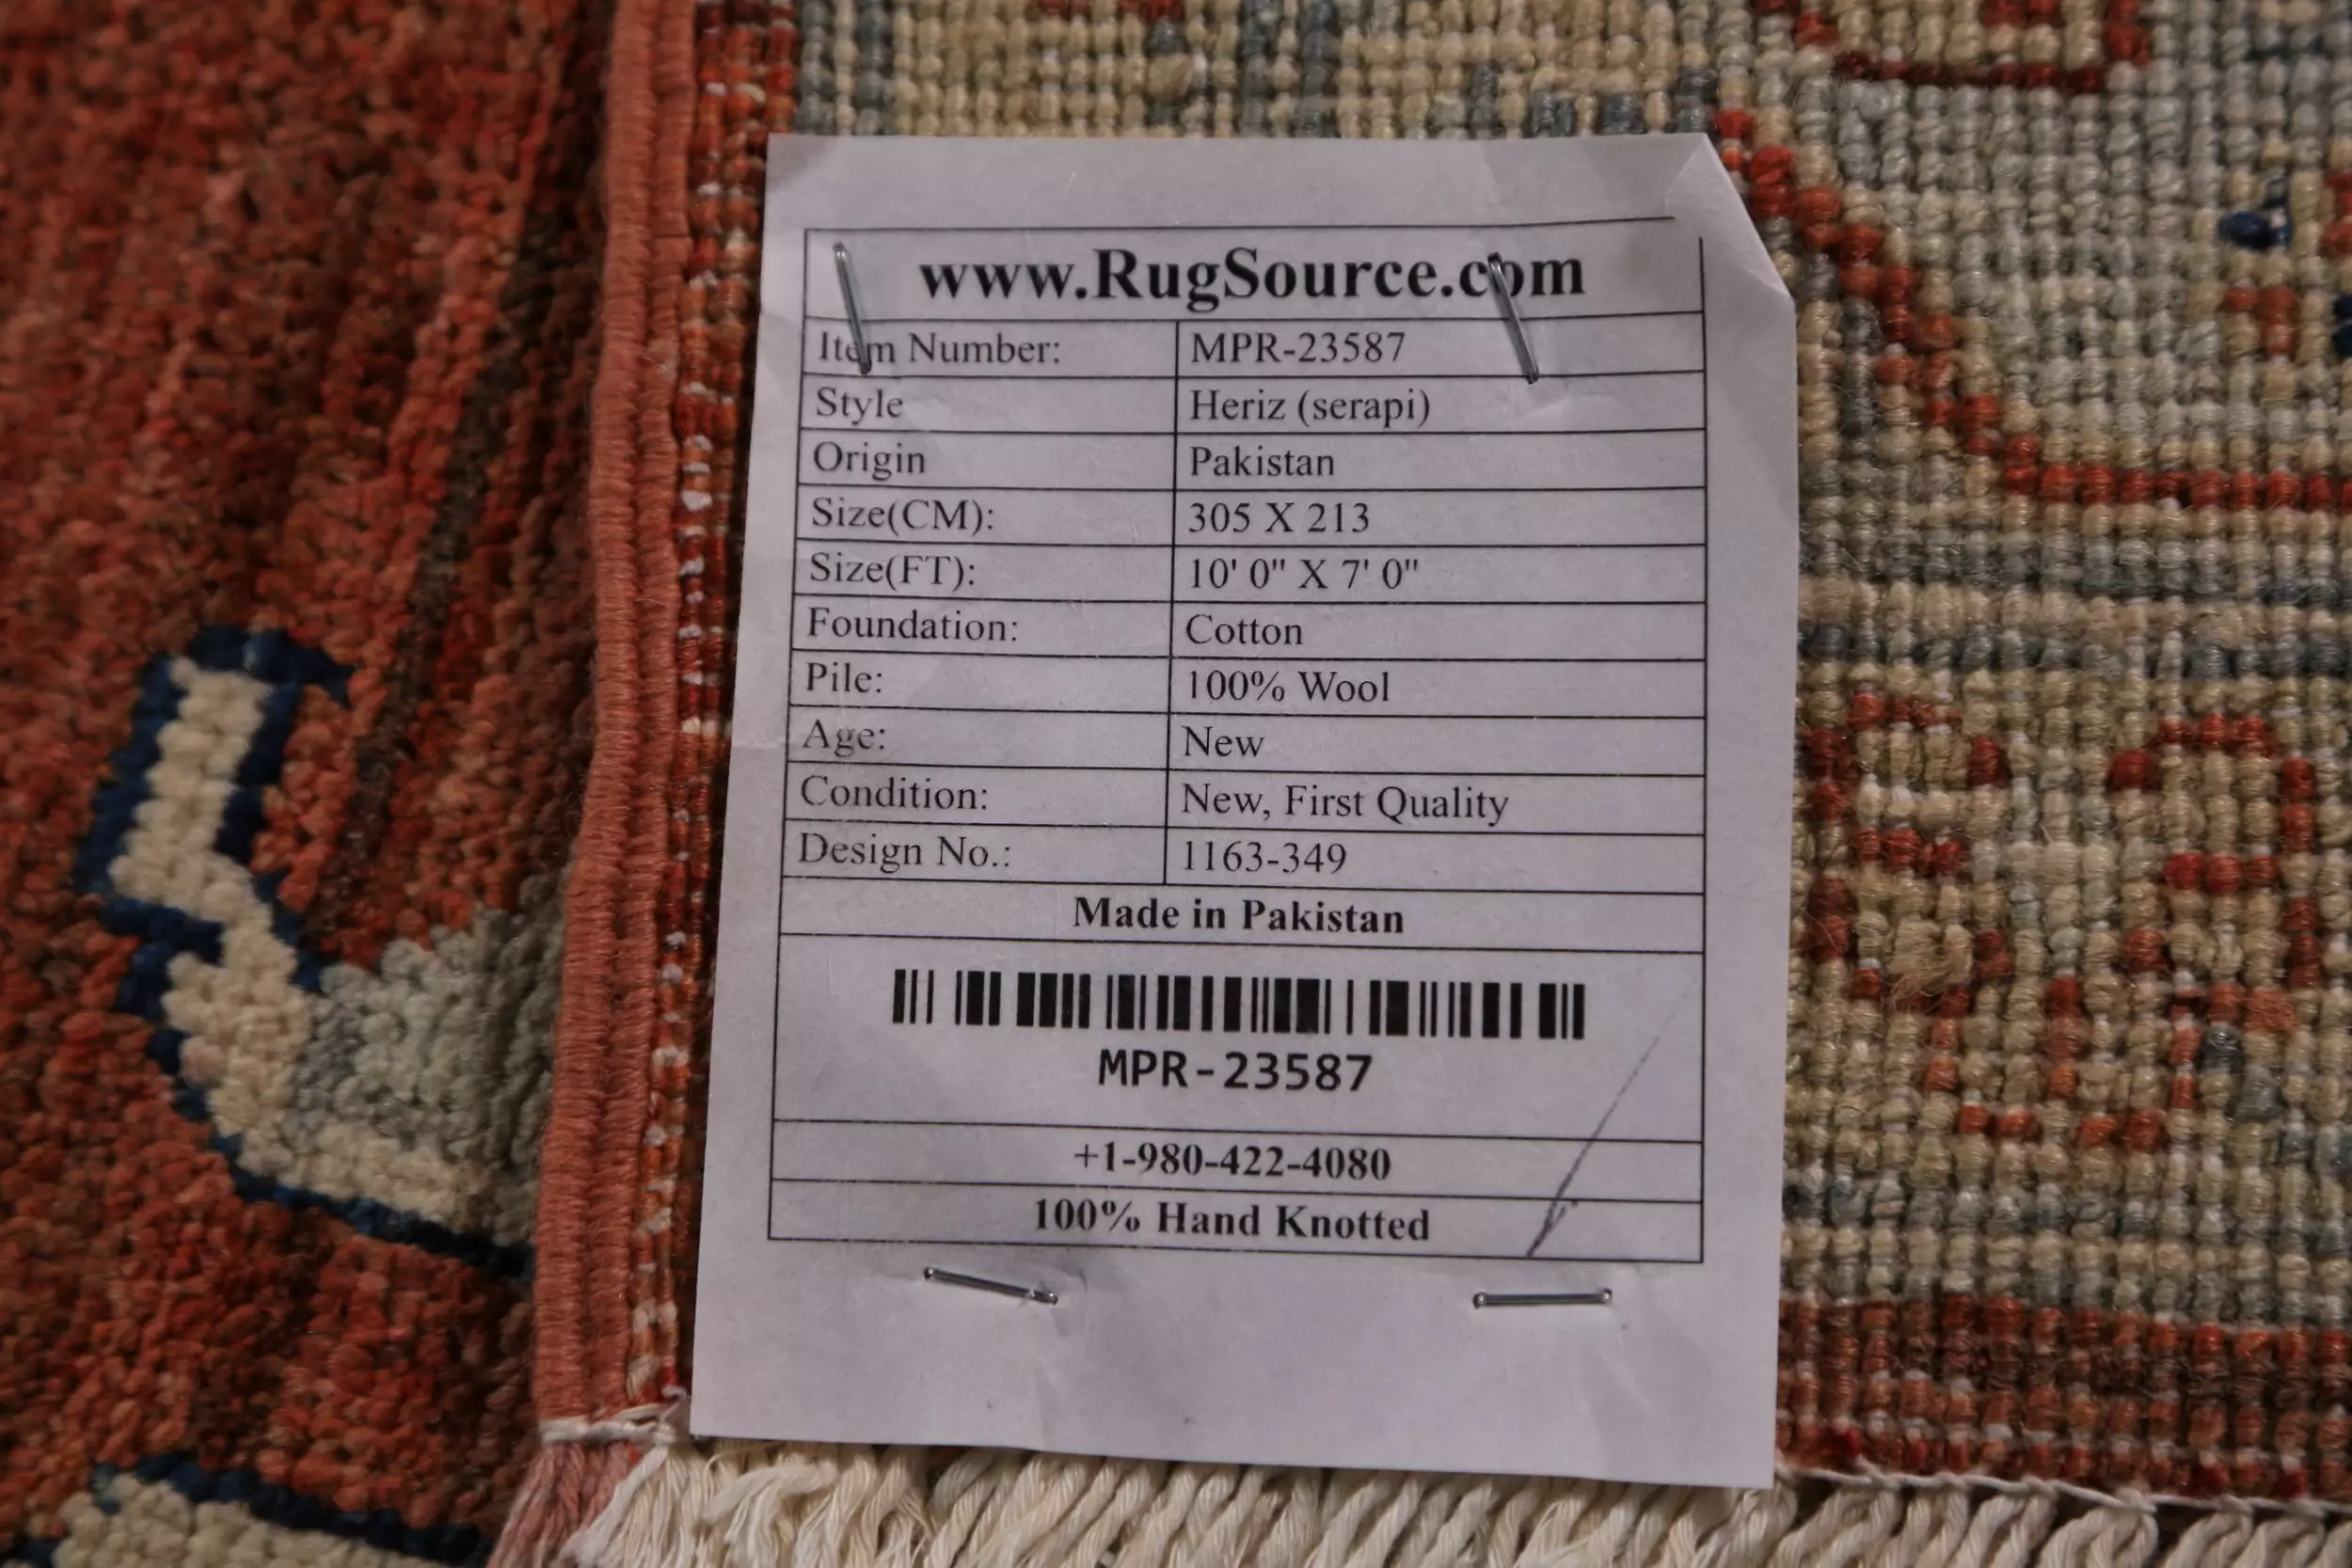 www.RugSource.com
Item Number: MPR-23587
Style Heriz (serapi)
Origin Pakistan
Size(CM): 305 X 213
Size(FT): 10' 0" X 7' 0"
Foundation: Cotton
Pile: 100% Wool
Age: New
Condition: New, First Quality
Design No.: 1163-349
Made in Pakistan
MPR-23587
+1-980-422-4080
100% Hand Knotted